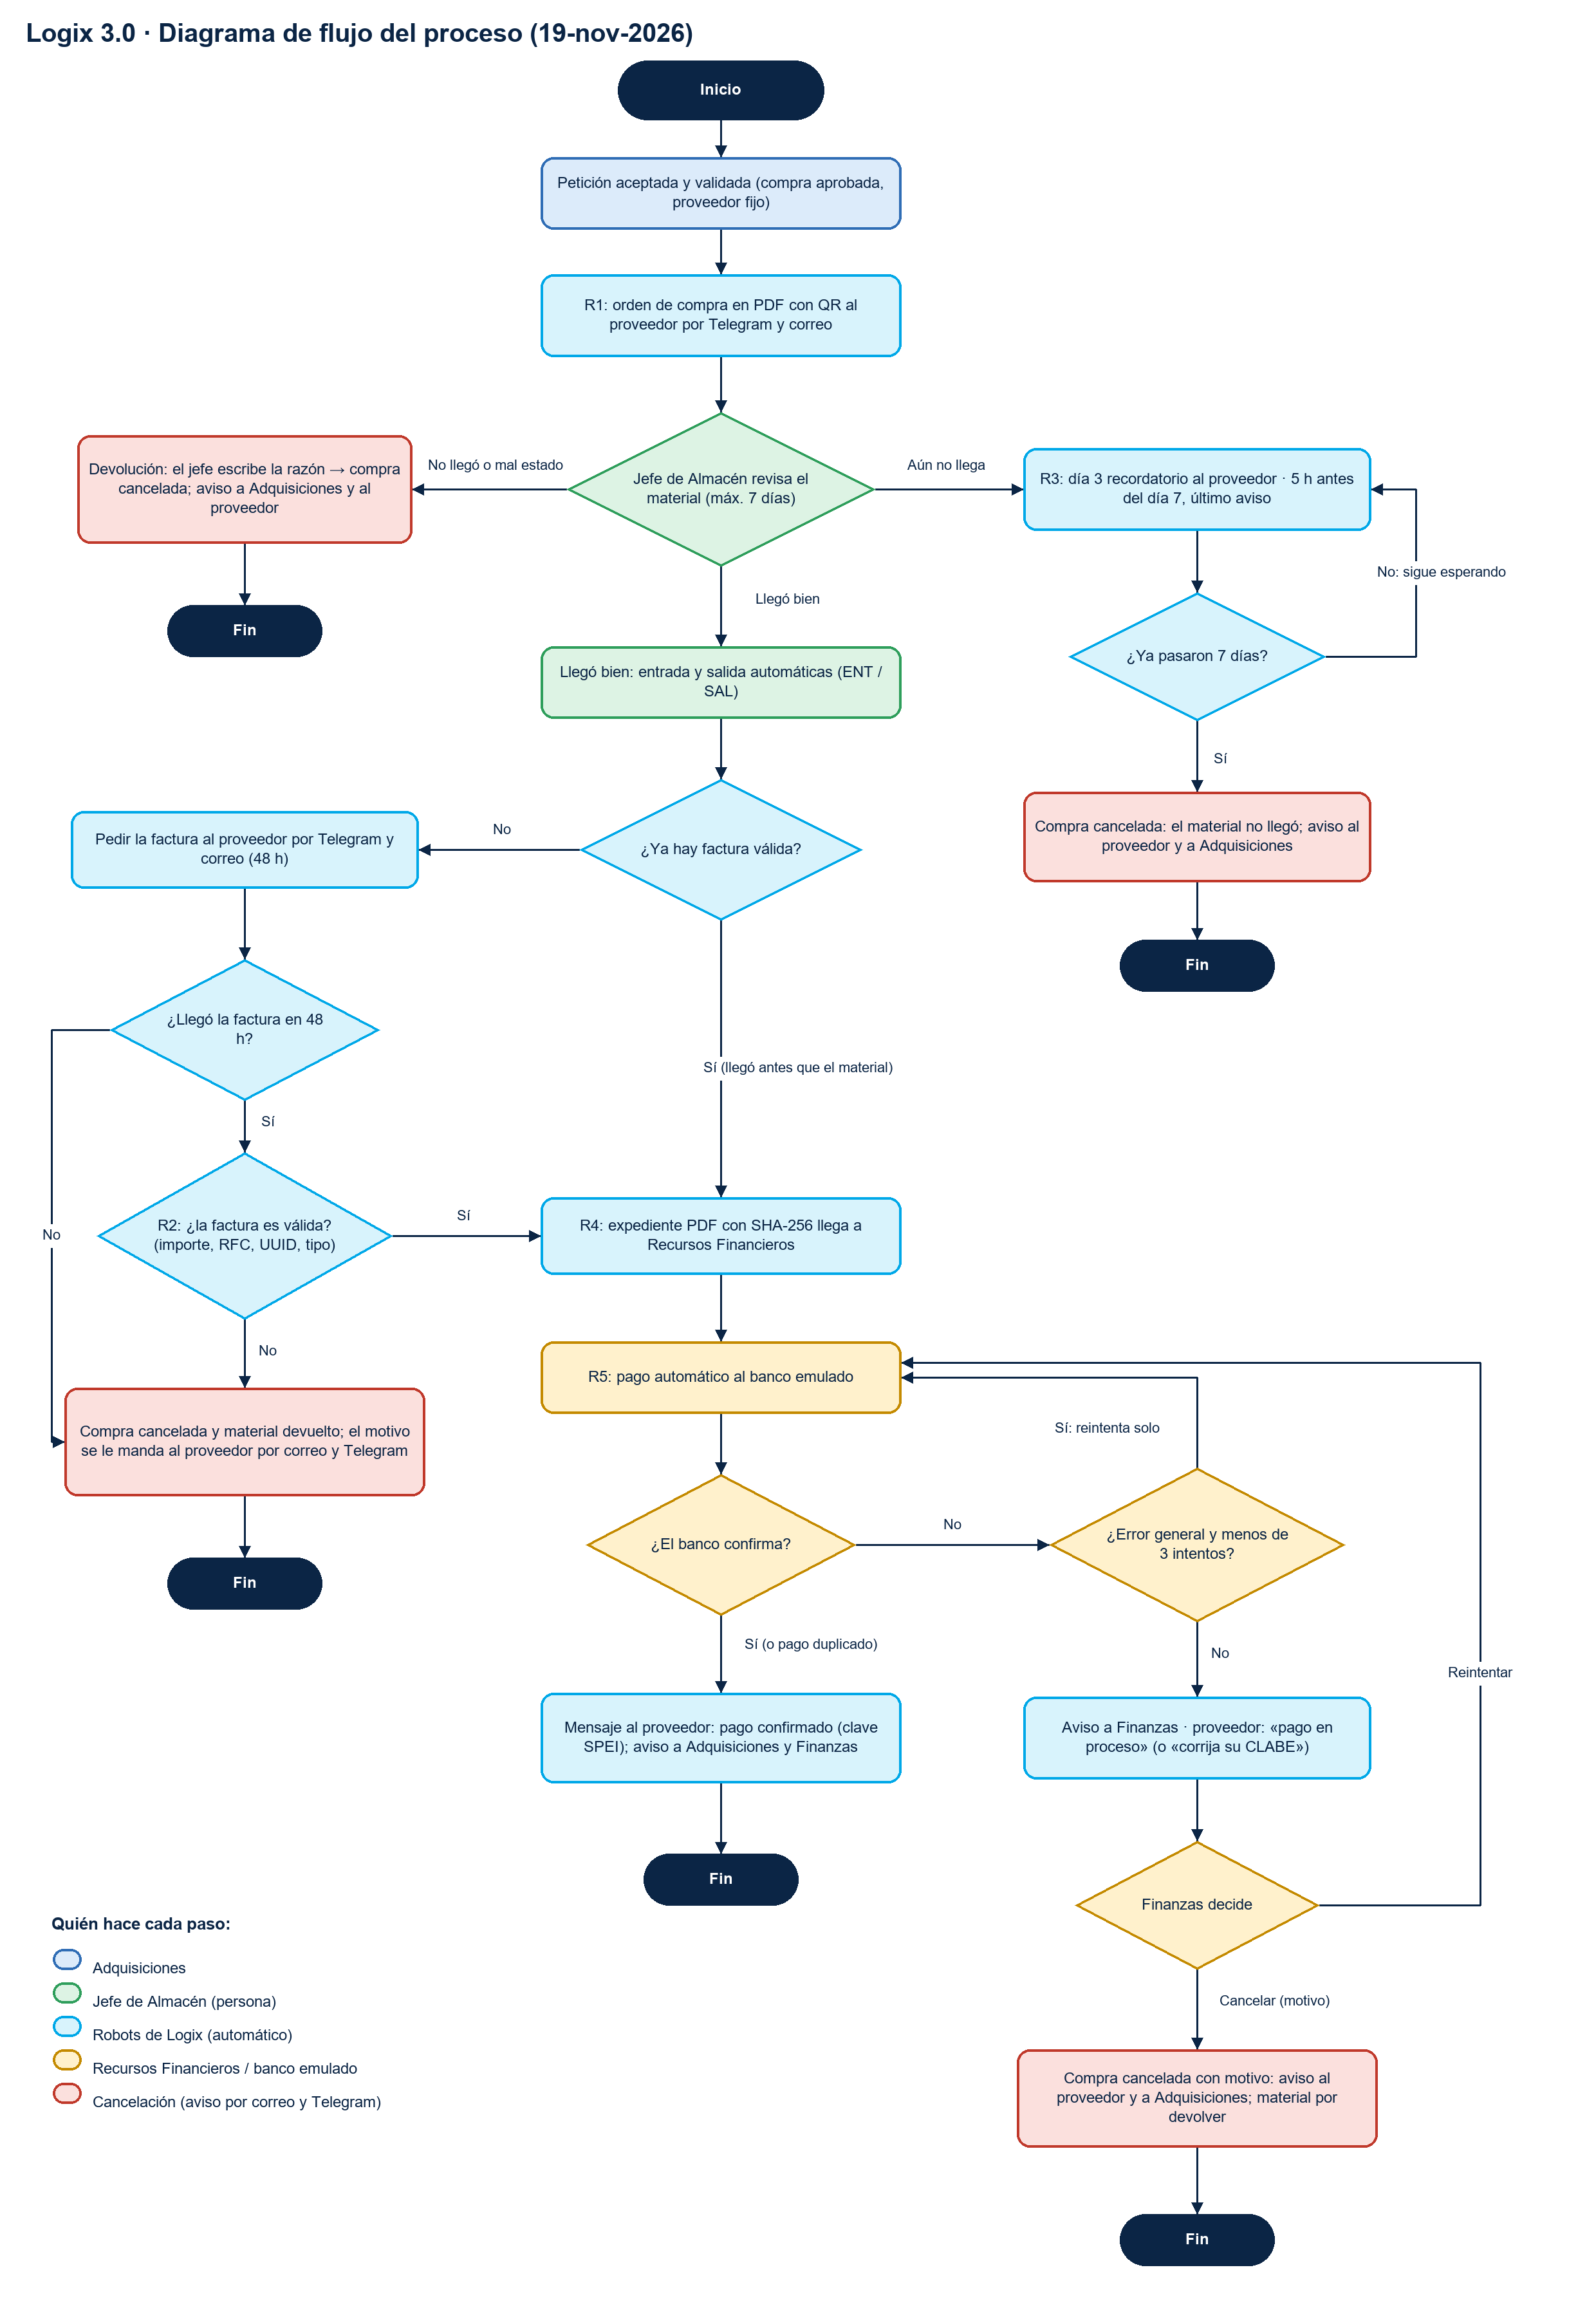 Logix 3.0 · Diagrama de flujo del proceso (19-nov-2026)
Inicio
Petición aceptada y validada (compra aprobada,
proveedor fijo)
R1: orden de compra en PDF con QR al
proveedor por Telegram y correo
Devolución: el jefe escribe la razón → compra
cancelada; aviso a Adquisiciones y al
proveedor
No llegó o mal estado
Jefe de Almacén revisa el
material (máx. 7 días)
Aún no llega
R3: día 3 recordatorio al proveedor · 5 h antes
del día 7, último aviso
No: sigue esperando
Llegó bien
Fin
¿Ya pasaron 7 días?
Llegó bien: entrada y salida automáticas (ENT /
SAL)
Sí
Pedir la factura al proveedor por Telegram y
correo (48 h)
No
¿Ya hay factura válida?
Compra cancelada: el material no llegó; aviso al
proveedor y a Adquisiciones
Fin
¿Llegó la factura en 48
h?
Sí (llegó antes que el material)
Sí
No
R2: ¿la factura es válida?
(importe, RFC, UUID, tipo)
Sí
R4: expediente PDF con SHA-256 llega a
Recursos Financieros
No
R5: pago automático al banco emulado
Compra cancelada y material devuelto; el motivo
se le manda al proveedor por correo y Telegram
Sí: reintenta solo
¿El banco confirma?
No
¿Error general y menos de
3 intentos?
Fin
Sí (o pago duplicado)
No
Reintentar
Mensaje al proveedor: pago confirmado (clave
SPEI); aviso a Adquisiciones y Finanzas
Aviso a Finanzas · proveedor: «pago en
proceso» (o «corrija su CLABE»)
Fin
Finanzas decide
Quién hace cada paso:
Adquisiciones
Jefe de Almacén (persona)
Robots de Logix (automático)
Recursos Financieros / banco emulado
Cancelación (aviso por correo y Telegram)
Cancelar (motivo)
Compra cancelada con motivo: aviso al
proveedor y a Adquisiciones; material por
devolver
Fin